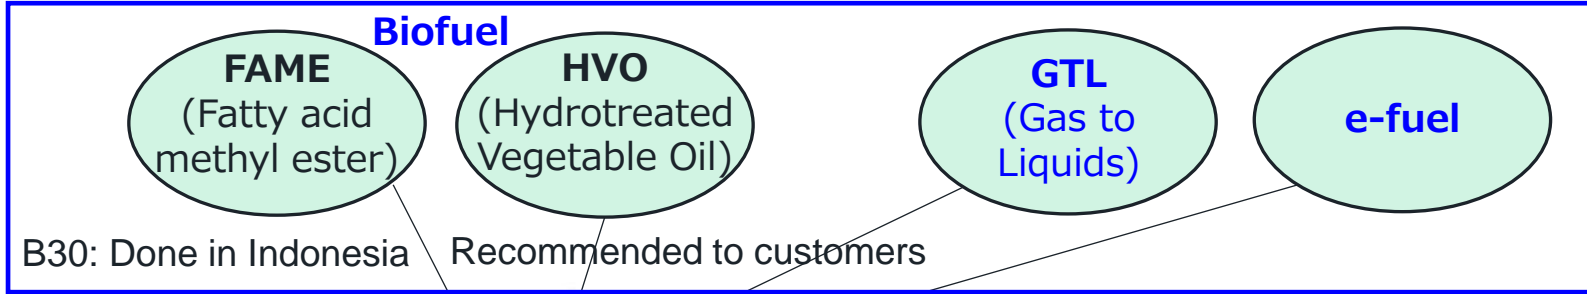 Biofuel
FAME
(Fatty acid
methyl ester)
HVO
(Hydrotreated
Vegetable Oil)
GTL
(Gas to
Liquids)
e-fuel
B30: Done in Indonesia
Recommended to customers